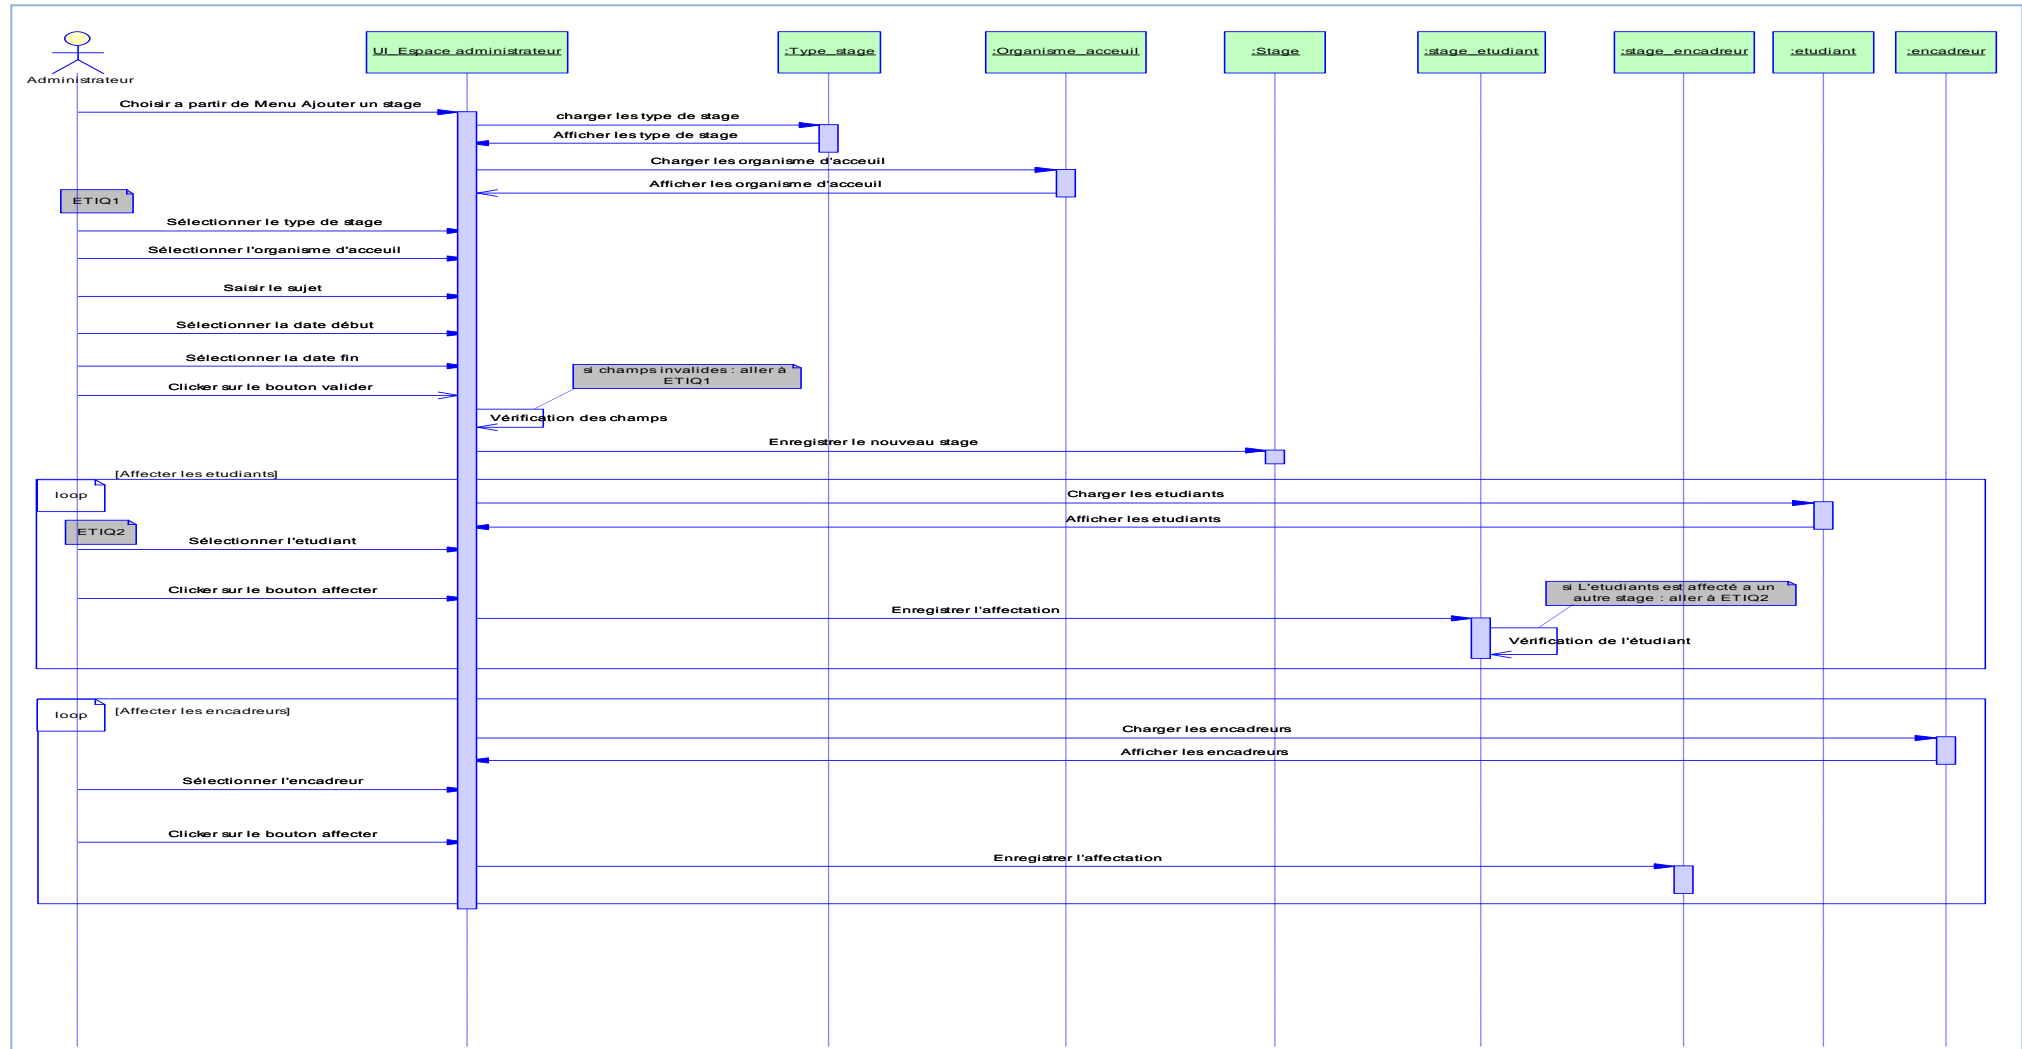 UI_Espace administrateur
:Type_stage
:Organisme_acceuil
:Stage
:stage_etudiant
:stage_encadreur
:etudiant
:encadreur
Administrateur
Choisir a partir de Menu Ajouter un stage
charger les type de stage
Afficher les type de stage
Charger les organisme d'acceuil
Afficher les organisme d'acceuil
ETIQ1
Sélectionner le type de stage
Sélectionner l'organisme d'acceuil
Saisir le sujet
Sélectionner la date début
Sélectionner la date fin
si champs invalides : aller à
ETIQ1
Clicker sur le bouton valider
Vérification des champs
Enregistrer le nouveau stage
[Affecter les etudiants]
loop
Charger les etudiants
Afficher les etudiants
ETIQ2
Sélectionner l'etudiant
Clicker sur le bouton affecter
si L'etudiants est affecté a un
autre stage : aller à ETIQ2
Enregistrer l'affectation
Vérification de l'étudiant
loop
[Affecter les encadreurs]
Charger les encadreurs
Afficher les encadreurs
Sélectionner l'encadreur
Clicker sur le bouton affecter
Enregistrer l'affectation